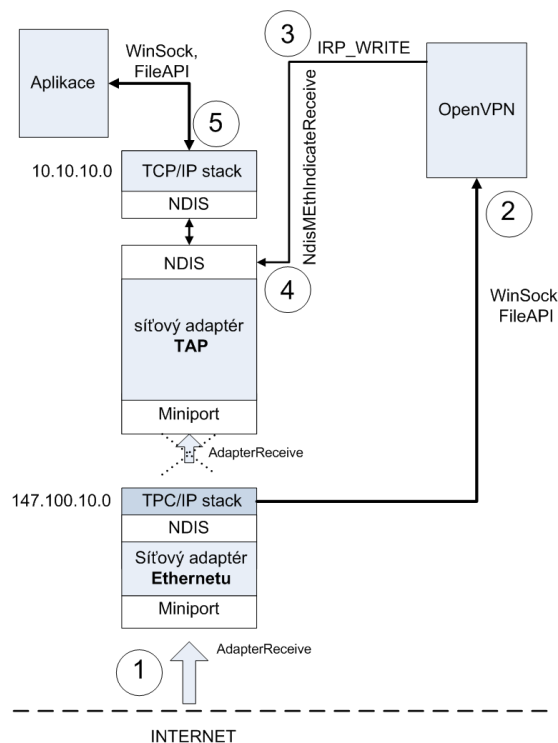 3
IRP_WRITE
WinSock,
FileAPI
Aplikace
OpenVPN
5
NdisMEthIndicateReceive
10.10.10.0
TCP/IP stack
NDIS
2
NDIS
4
WinSock
FileAPI
síťový adaptér
TAP
Miniport
AdapterReceive
147.100.10.0
TPC/IP stack
NDIS
Síťový adaptér
Ethernetu
Miniport
1
AdapterReceive
INTERNET